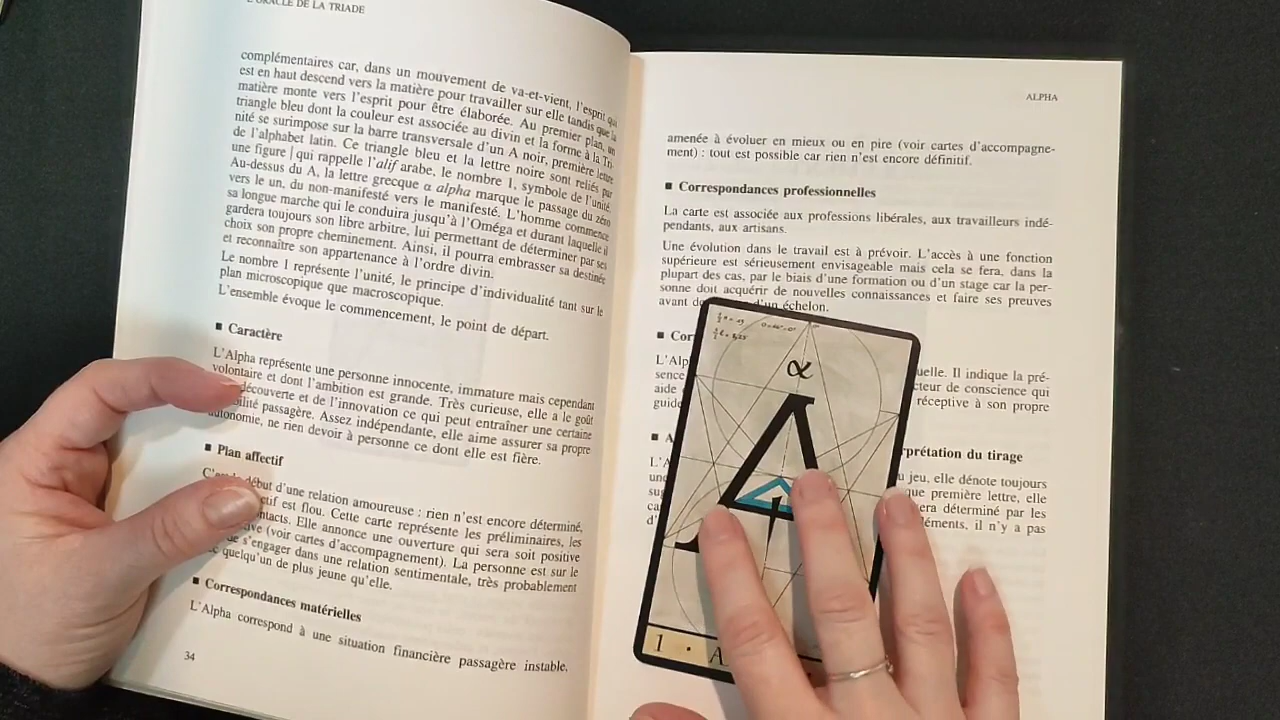 L'ORACLE DE LA TRIADE
complémentaires car, dans un mouvement de va-et-vient, l'esprit qui
est en haut descend vers la matière pour travailler sur elle tandis que la
matière monte vers l'esprit pour être élaborée. Au premier plan, un
triangle bleu dont la couleur est associée au divin et la forme à la Tri-
nité se surimpose sur la barre transversale d'un A noir, première lettre
de l'alphabet latin. Ce triangle bleu et la lettre noire sont reliés par
une figure | qui rappelle l'alif arabe, le nombre 1, symbole de l'unité.
Au-dessus du A, la lettre grecque α alpha marque le passage du zéro
vers le un, du non-manifesté vers le manifesté. L'homme commence
sa longue marche qui le conduira jusqu'à l'Oméga et durant laquelle il
gardera toujours son libre arbitre, lui permettant de déterminer par ses
choix son propre cheminement. Ainsi, il pourra embrasser sa destinée
et reconnaître son appartenance à l'ordre divin.
Le nombre 1 représente l'unité, le principe d'individualité tant sur le
plan microscopique que macroscopique.
L'ensemble évoque le commencement, le point de départ.
■ Caractère
L'Alpha représente une personne innocente, immature mais cependant
volontaire et dont l'ambition est grande. Très curieuse, elle a le goût
découverte et de l'innovation ce qui peut entraîner une certaine
bilité passagère. Assez indépendante, elle aime assurer sa propre
autonomie, ne rien devoir à personne ce dont elle est fière.
■ Plan affectif
C' début d'une relation amoureuse : rien n'est encore déterminé,
ctif est flou. Cette carte représente les préliminaires, les
ntacts. Elle annonce une ouverture qui sera soit positive
ve (voir cartes d'accompagnement). La personne est sur le
de s'engager dans une relation sentimentale, très probablement
quelqu'un de plus jeune qu'elle.
■ Correspondances matérielles
L'Alpha correspond à une situation financière passagère instable,
34
ALPHA
amenée à évoluer en mieux ou en pire (voir cartes d'accompagne-
ment) : tout est possible car rien n'est encore définitif.
■ Correspondances professionnelles
La carte est associée aux professions libérales, aux travailleurs indé-
pendants, aux artisans.
Une évolution dans le travail est à prévoir. L'accès à une fonction
supérieure est sérieusement envisageable mais cela se fera, dans la
plupart des cas, par le biais d'une formation ou d'un stage car la per-
sonne doit acquérir de nouvelles connaissances et faire ses preuves
avant d'un échelon.
■ Cor
L'Alp uelle. Il indique la pré-
sence cteur de conscience qui
aide réceptive à son propre
guide
■ A rprétation du tirage
L'A u jeu, elle dénote toujours
une que première lettre, elle
sug era déterminé par les
car éments, il n'y a pas
d'
α
A
1 · A